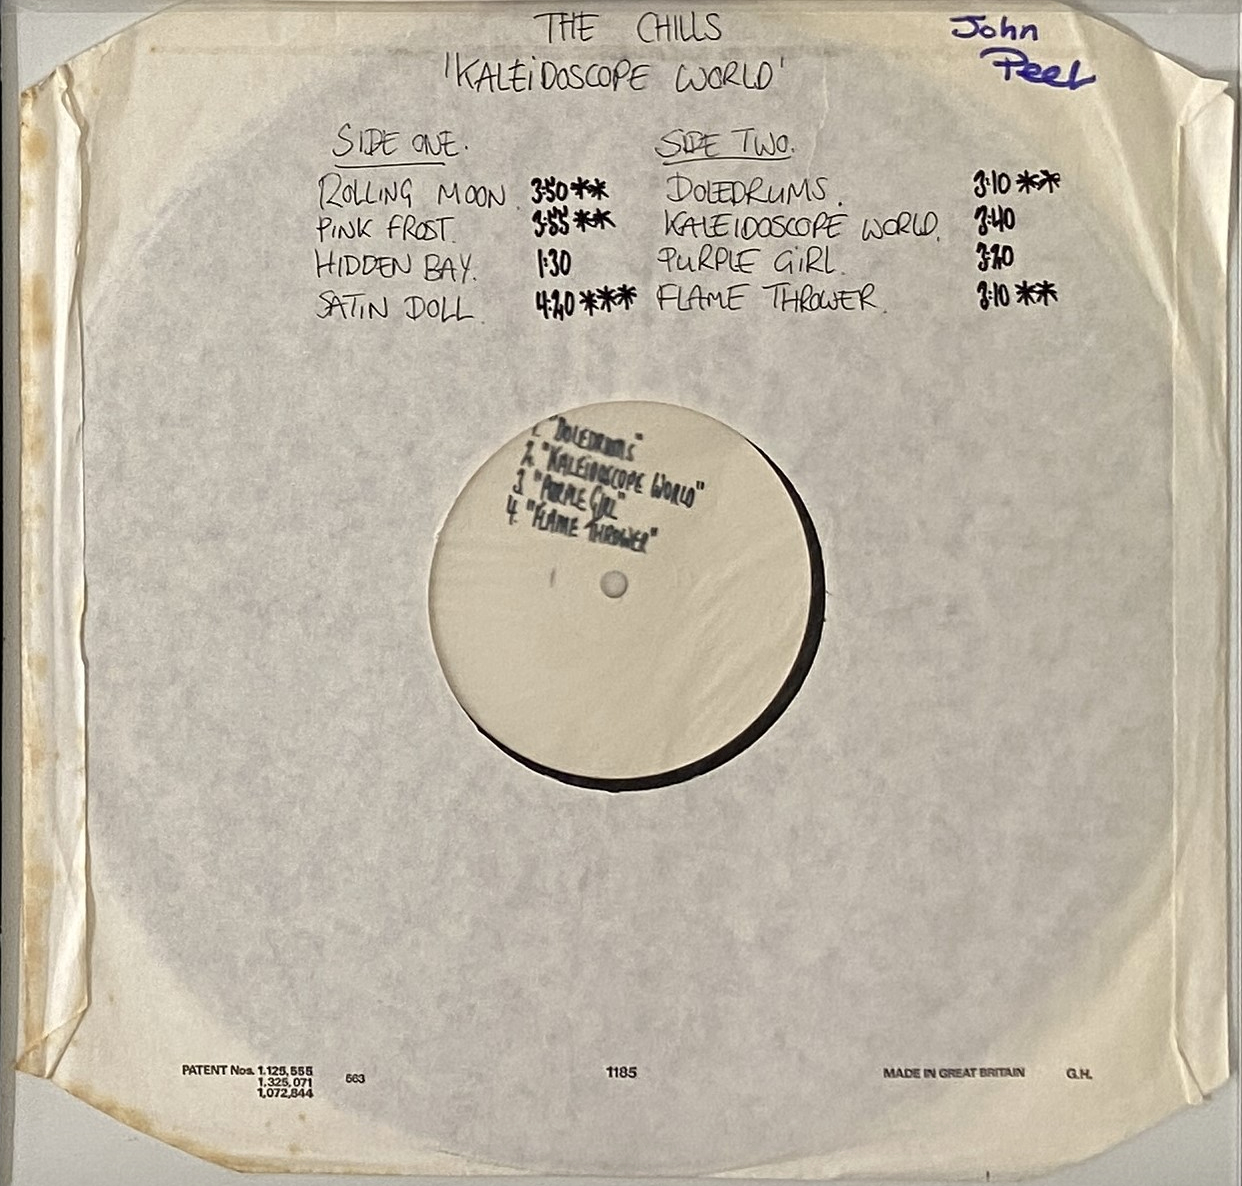 THE CHILLS
'KALEIDOSCOPE WORLD'
John
Peel
SIDE ONE.
ROLLING MOON. 3·50**
PINK FROST. 3·55**
HIDDEN BAY. 1·30
SATIN DOLL. 4·20***
SIDE TWO.
DOLEDRUMS. 3·10**
KALEIDOSCOPE WORLD. 3·40
PURPLE GIRL. 3·20
FLAME THROWER. 3·10**
1. "DOLEDRUMS"
2. "KALEIDOSCOPE WORLD"
3. "PURPLE GIRL"
4. "FLAME THROWER"
PATENT Nos. 1,125,555
1,325,071
1,072,844
563
1185
MADE IN GREAT BRITAIN
G.H.